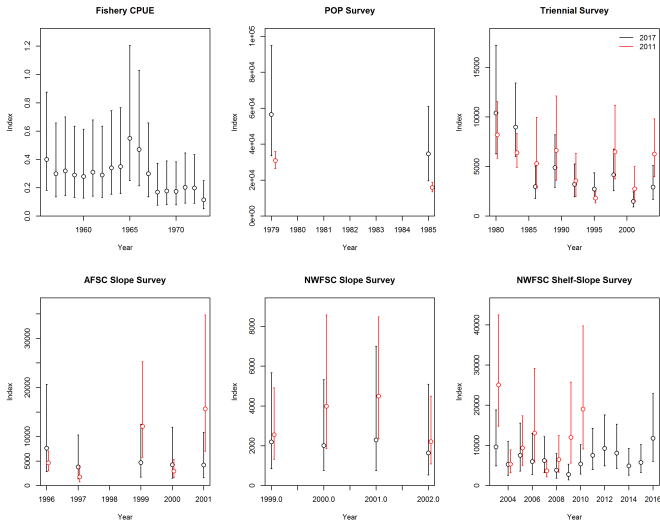 Fishery CPUE
Index
0.0 0.2 0.4 0.6 0.8 1.0 1.2
1960 1965 1970
Year
POP Survey
Index
0e+00 2e+04 4e+04 6e+04 8e+04 1e+05
1979 1980 1981 1982 1983 1984 1985
Year
Triennial Survey
2017
2011
Index
0 5000 10000 15000
1980 1985 1990 1995 2000
Year
AFSC Slope Survey
Index
0 5000 10000 15000 20000 30000
1996 1997 1998 1999 2000 2001
Year
NWFSC Slope Survey
Index
0 2000 4000 6000 8000
1999.0 2000.0 2001.0 2002.0
Year
NWFSC Shelf-Slope Survey
Index
0 10000 20000 30000 40000
2004 2006 2008 2010 2012 2014 2016
Year